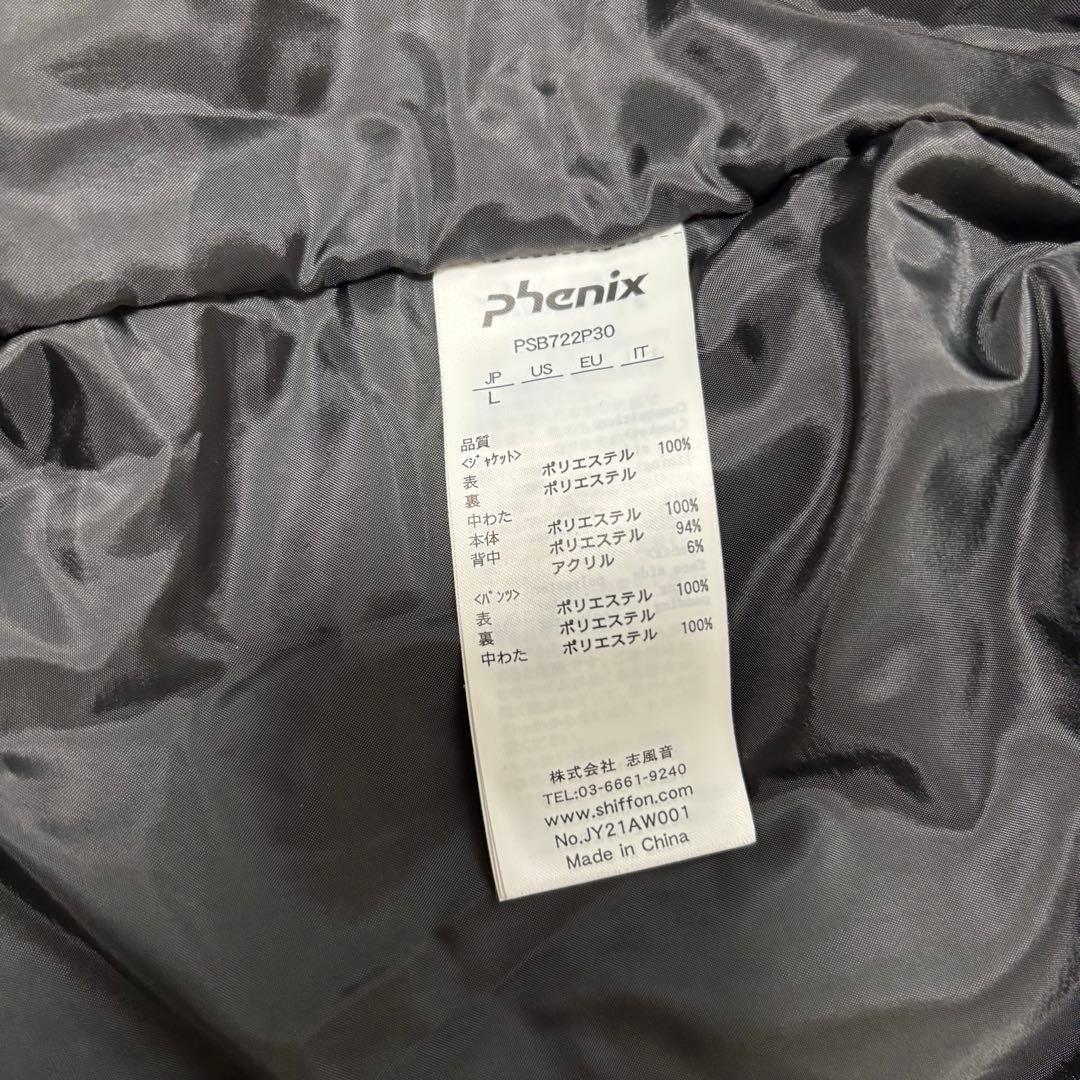 phenix
PSB722P30
JP US EU IT
L
品質
<ジャケット>
表 ポリエステル 100%
裏 ポリエステル
中わた
本体 ポリエステル 100%
背中 ポリエステル 94%
アクリル 6%
<パンツ>
表 ポリエステル 100%
裏 ポリエステル
中わた ポリエステル 100%
株式会社 志風音
TEL:03-6661-9240
www.shiffon.com
No.JY21AW001
Made in China